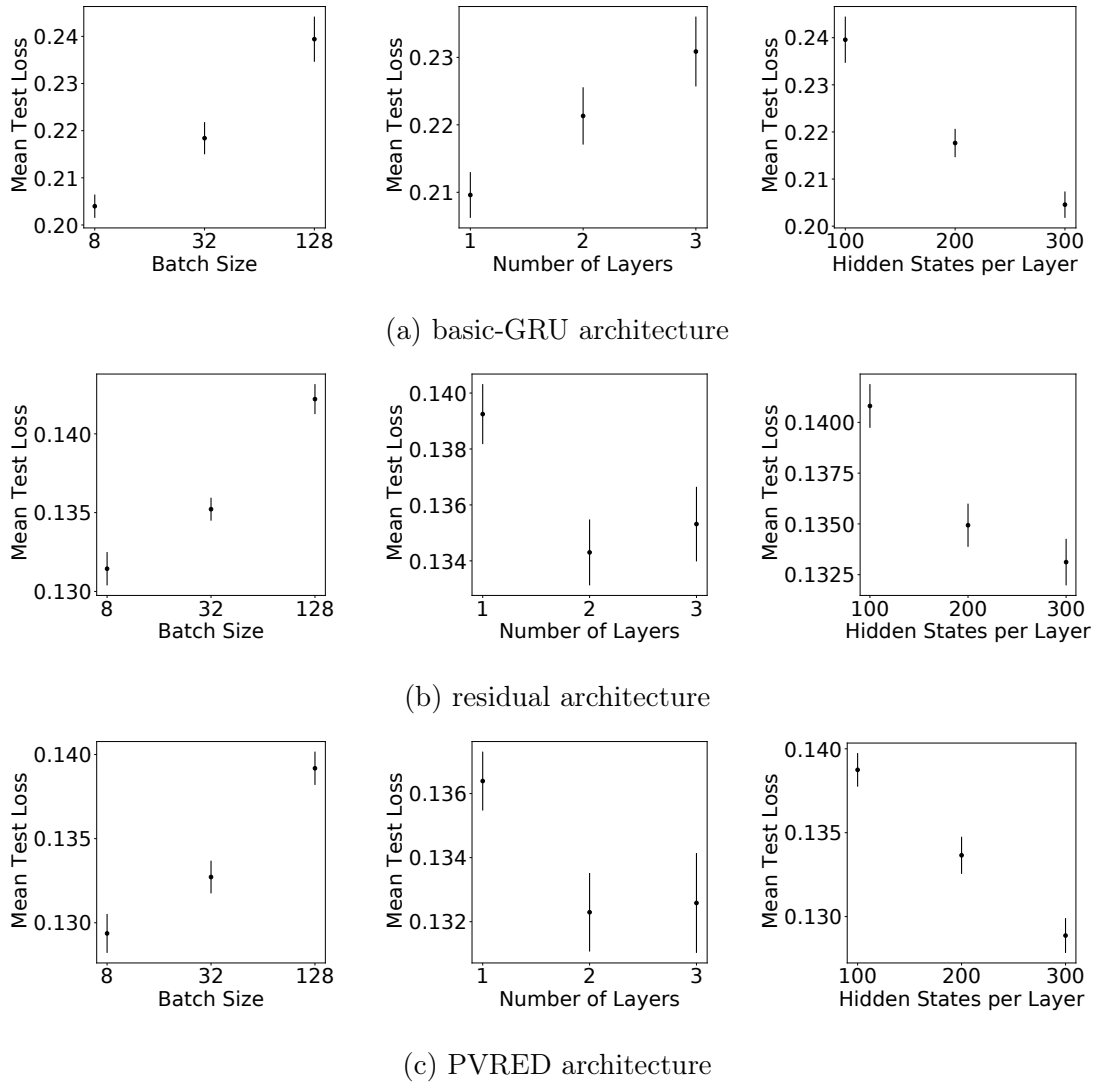 Mean Test Loss
0.24
0.23
0.22
0.21
0.20
8 32 128
Batch Size
Mean Test Loss
0.23
0.22
0.21
1 2 3
Number of Layers
Mean Test Loss
0.24
0.23
0.22
0.21
0.20
100 200 300
Hidden States per Layer
(a) basic-GRU architecture
Mean Test Loss
0.140
0.135
0.130
8 32 128
Batch Size
Mean Test Loss
0.140
0.138
0.136
0.134
1 2 3
Number of Layers
Mean Test Loss
0.1400
0.1375
0.1350
0.1325
100 200 300
Hidden States per Layer
(b) residual architecture
Mean Test Loss
0.140
0.135
0.130
8 32 128
Batch Size
Mean Test Loss
0.136
0.134
0.132
1 2 3
Number of Layers
Mean Test Loss
0.140
0.135
0.130
100 200 300
Hidden States per Layer
(c) PVRED architecture